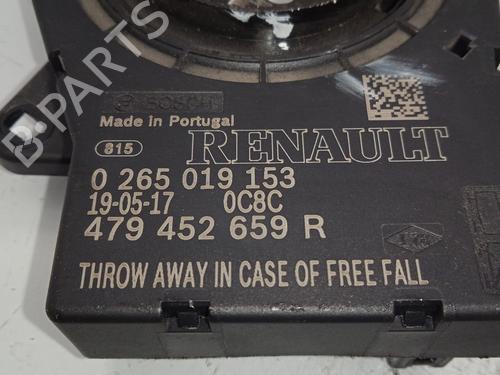 B-PARTS
BOSCH
Made in Portugal
815 RENAULT
0 265 019 153
19-05-17 0C8C
479 452 659 R
THROW AWAY IN CASE OF FREE FALL